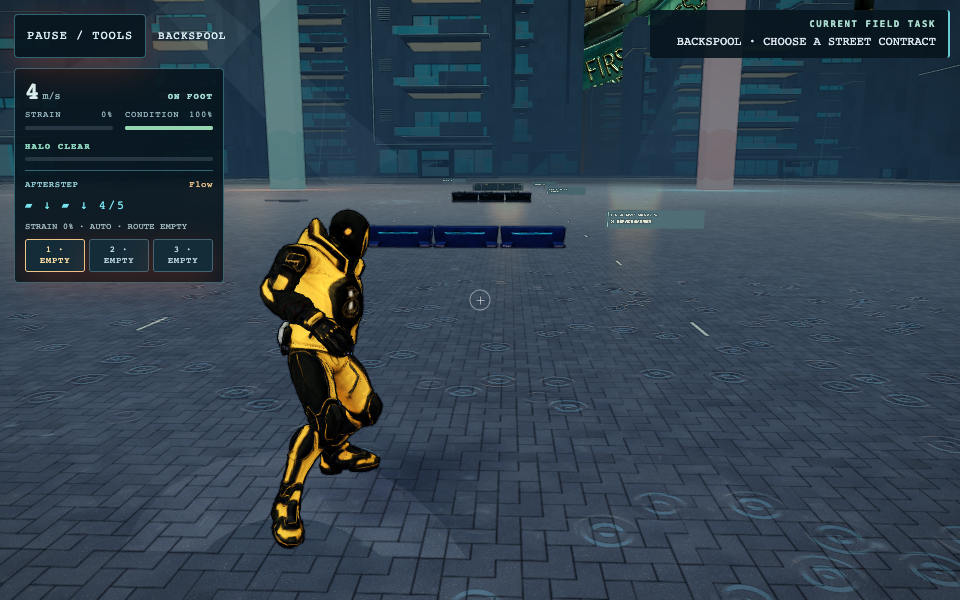 PAUSE / TOOLS
BACKSPOOL
CURRENT FIELD TASK
BACKSPOOL · CHOOSE A STREET CONTRACT
4 m/s
ON FOOT
STRAIN 0%
CONDITION 100%
HALO CLEAR
AFTERSTEP
Flow
4/5
STRAIN 0% · AUTO · ROUTE EMPTY
1 · EMPTY
2 · EMPTY
3 · EMPTY
FIRS